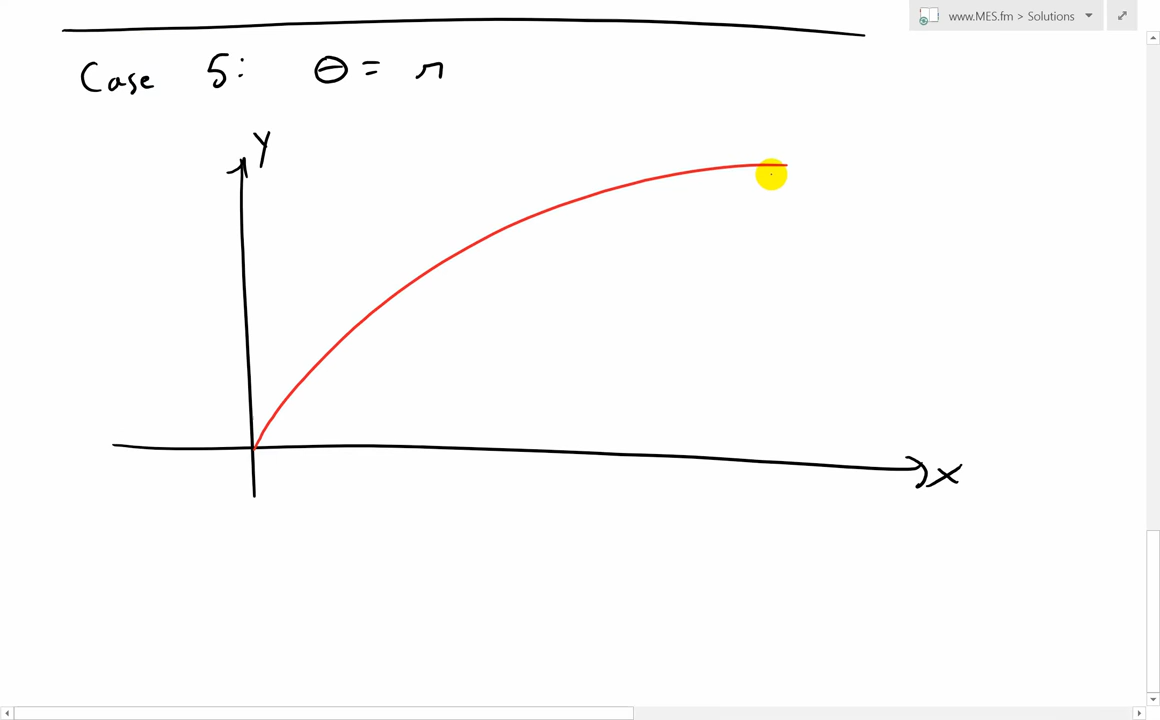 Case 5: θ = π
y
x
www.MES.fm > Solutions